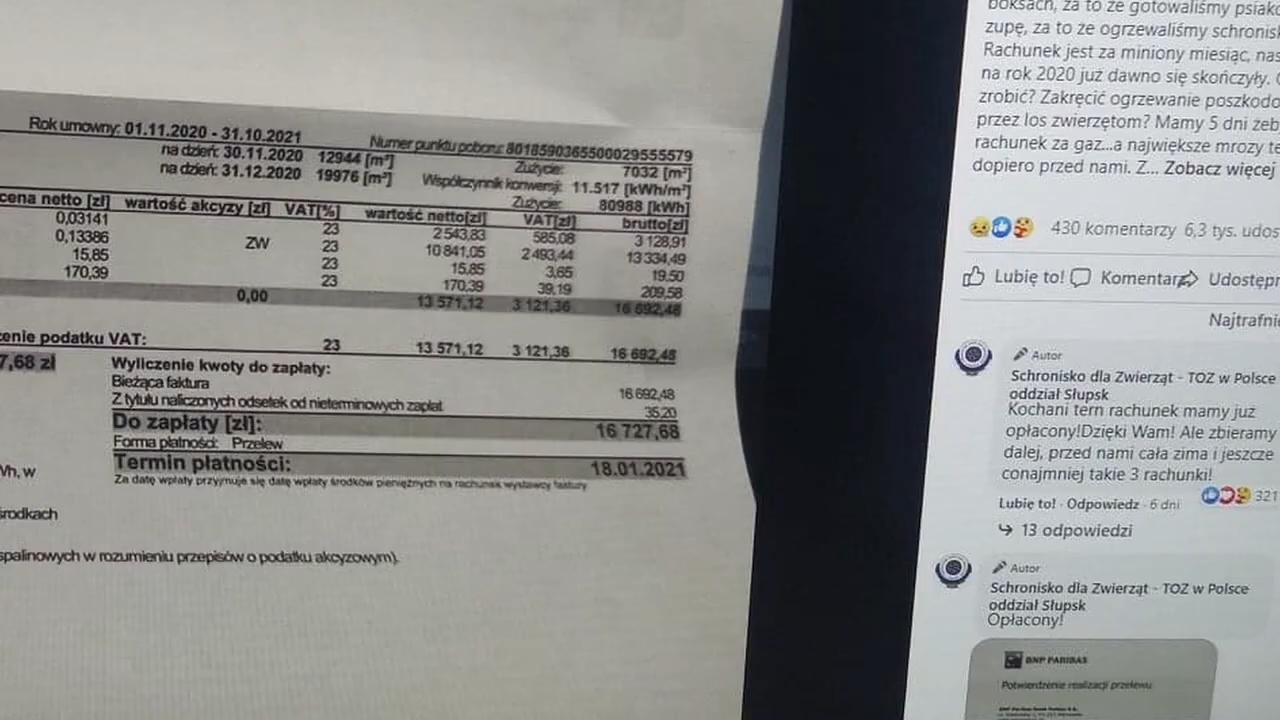 Rok umowny: 01.11.2020 - 31.10.2021
Numer punktu poboru: 8018590365500029555579
na dzień: 30.11.2020 12944 [m³]
Zużycie: 7032 [m³]
na dzień: 31.12.2020 19976 [m³]
Współczynnik konwersji: 11.517 [kWh/m³]
Zużycie: 80988 [kWh]
cena netto [zł] wartość akcyzy [zł] VAT[%] wartość netto[zł] VAT[zł] brutto[zł]
0,03141 23 2 543,83 585,08 3 128,91
0,13386 ZW 23 10 841,05 2 493,44 13 334,49
15,85 23 15,85 3,65 19,50
170,39 23 170,39 39,19 209,58
0,00 13 571,12 3 121,36 16 692,48
zenie podatku VAT: 23 13 571,12 3 121,36 16 692,48
7,68 zł
Wyliczenie kwoty do zapłaty:
Bieżąca faktura 16 692,48
Z tytułu naliczonych odsetek od nieterminowych zapłat 35,20
Do zapłaty [zł]: 16 727,68
Forma płatności: Przelew
Termin płatności: 18.01.2021
Za datę wpłaty przyjmuje się datę wpłaty środków pieniężnych na rachunek wystawcy faktury
Wh, w
środkach
spalinowych w rozumieniu przepisów o podatku akcyzowym).
boksach, za to że gotowaliśmy psiako
zupę, za to że ogrzewaliśmy schronisk
Rachunek jest za miniony miesiąc, nas
na rok 2020 już dawno się skończyły.
zrobić? Zakręcić ogrzewanie poszkodo
przez los zwierzętom? Mamy 5 dni żeb
rachunek za gaz...a największe mrozy te
dopiero przed nami. Z... Zobacz więcej
430 komentarzy 6,3 tys. udos
Lubię to! Komentarz Udostępn
Najtrafnie
Autor
Schronisko dla Zwierząt - TOZ w Polsce
oddział Słupsk
Kochani tern rachunek mamy już
opłacony!Dzięki Wam! Ale zbieramy
dalej, przed nami cała zima i jeszcze
conajmniej takie 3 rachunki!
Lubię to! · Odpowiedz · 6 dni 321
13 odpowiedzi
Autor
Schronisko dla Zwierząt - TOZ w Polsce
oddział Słupsk
Opłacony!
BNP PARIBAS
Potwierdzenie realizacji przelewu